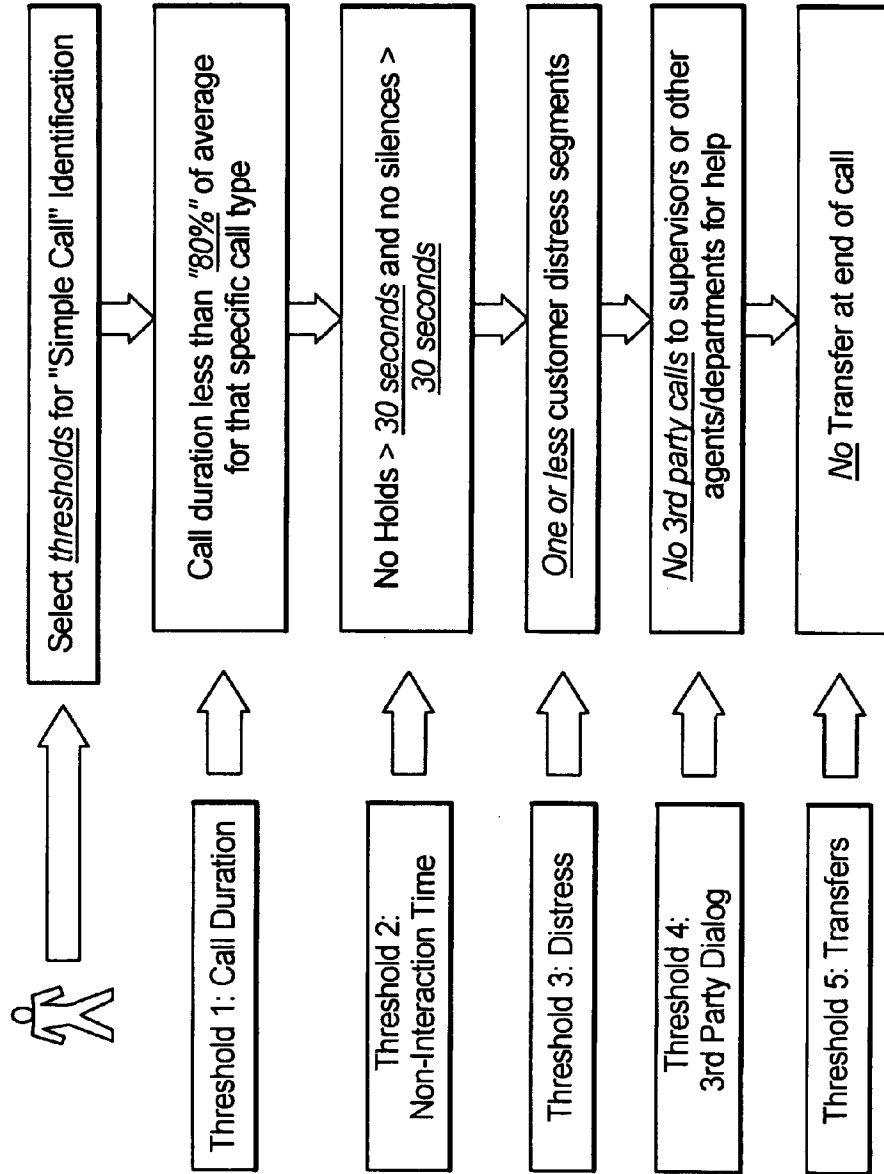 Select thresholds for "Simple Call" Identification
Threshold 1: Call Duration
Call duration less than "80%" of average
for that specific call type
Threshold 2:
Non-Interaction Time
No Holds > 30 seconds and no silences >
30 seconds
Threshold 3: Distress
One or less customer distress segments
Threshold 4:
3rd Party Dialog
No 3rd party calls to supervisors or other
agents/departments for help
Threshold 5: Transfers
No Transfer at end of call